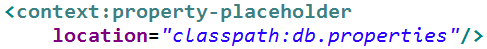 <context:property-placeholder
location="classpath:db.properties"/>